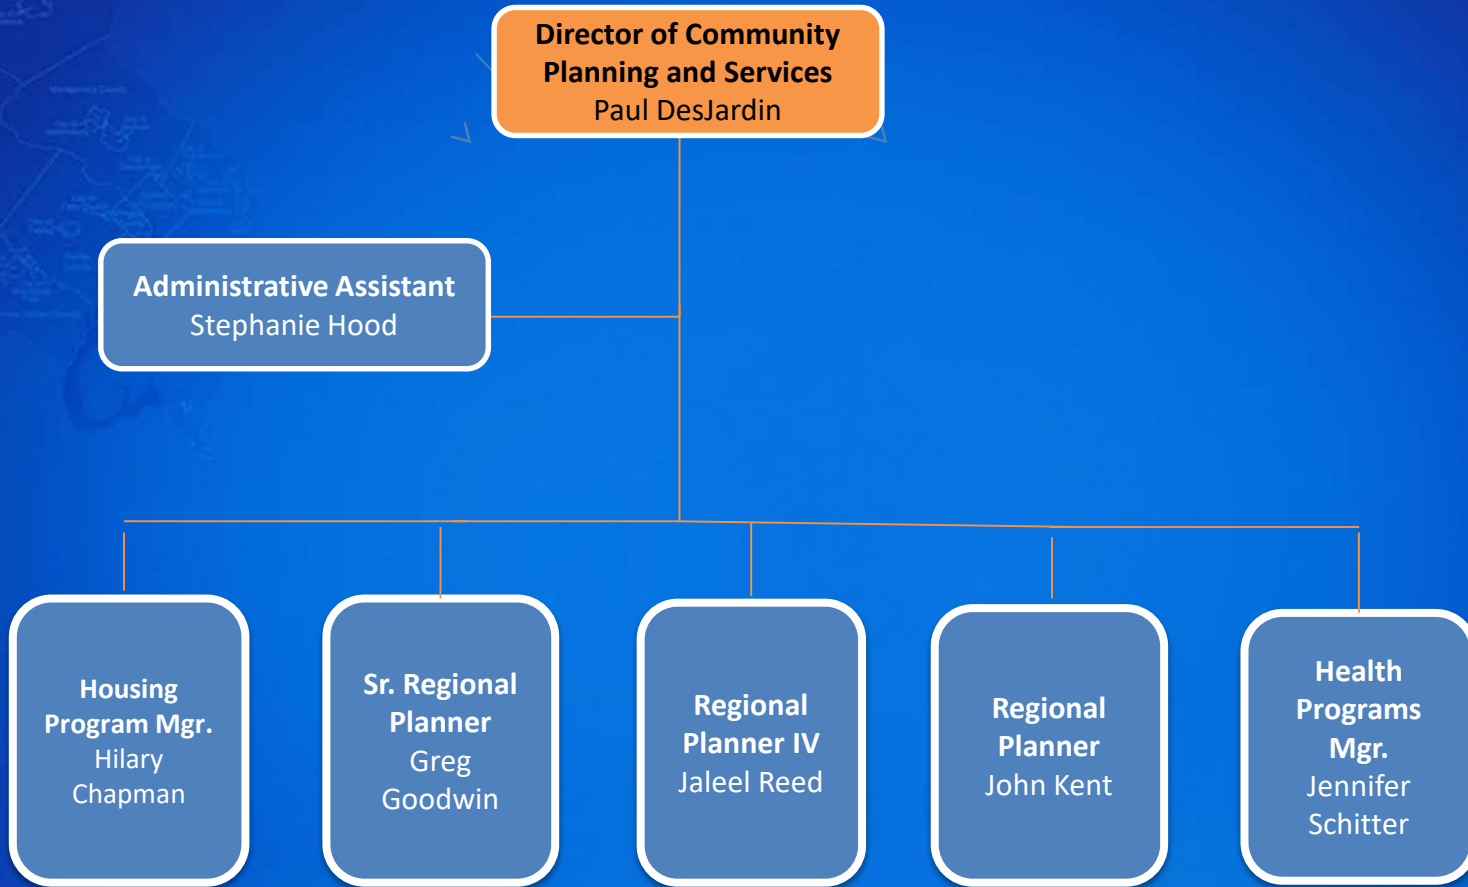 Director of Community
Planning and Services
Paul DesJardin
Administrative Assistant
Stephanie Hood
Housing
Program Mgr.
Hilary
Chapman
Sr. Regional
Planner
Greg
Goodwin
Regional
Planner IV
Jaleel Reed
Regional
Planner
John Kent
Health
Programs
Mgr.
Jennifer
Schitter